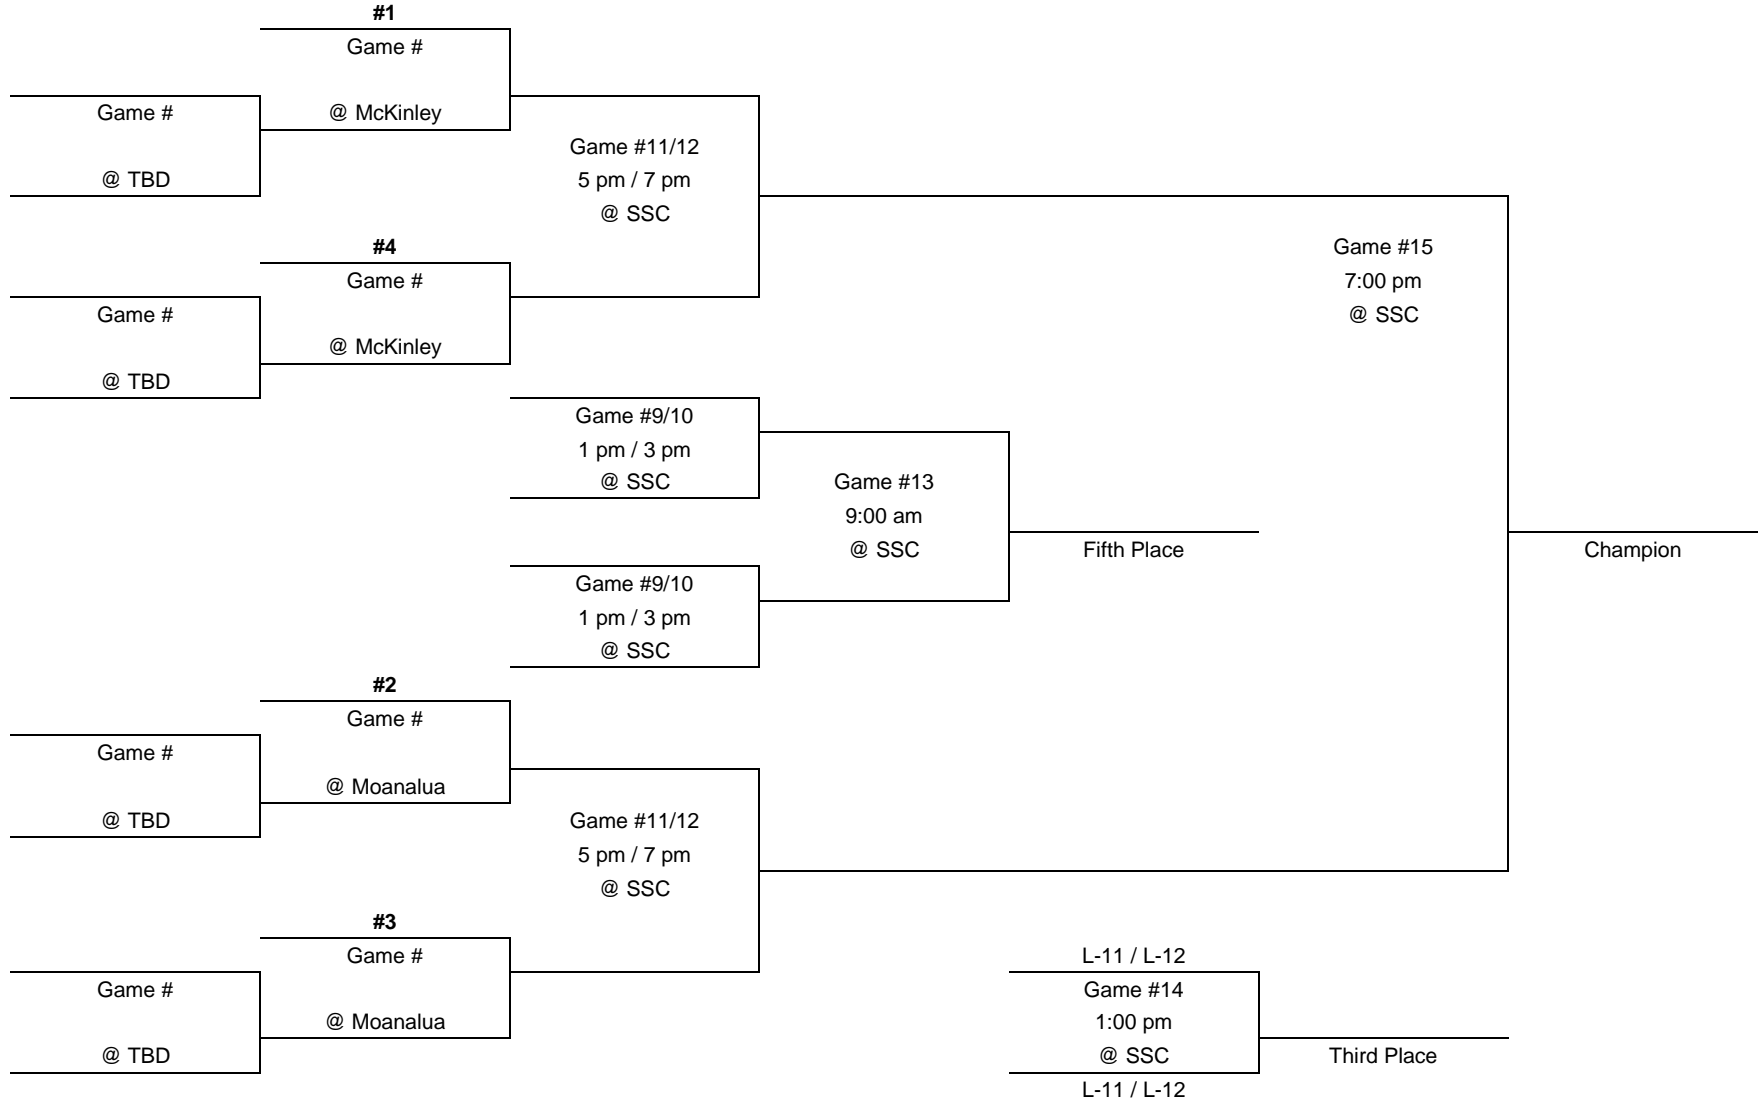 #1
Game #
@ McKinley
Game #
@ TBD
Game #11/12
5 pm / 7 pm
@ SSC
#4
Game #
@ McKinley
Game #
@ TBD
Game #15
7:00 pm
@ SSC
Game #9/10
1 pm / 3 pm
@ SSC
Game #13
9:00 am
@ SSC
Fifth Place
Champion
Game #9/10
1 pm / 3 pm
@ SSC
#2
Game #
@ Moanalua
Game #
@ TBD
Game #11/12
5 pm / 7 pm
@ SSC
#3
Game #
@ Moanalua
Game #
@ TBD
L-11 / L-12
Game #14
1:00 pm
@ SSC
L-11 / L-12
Third Place